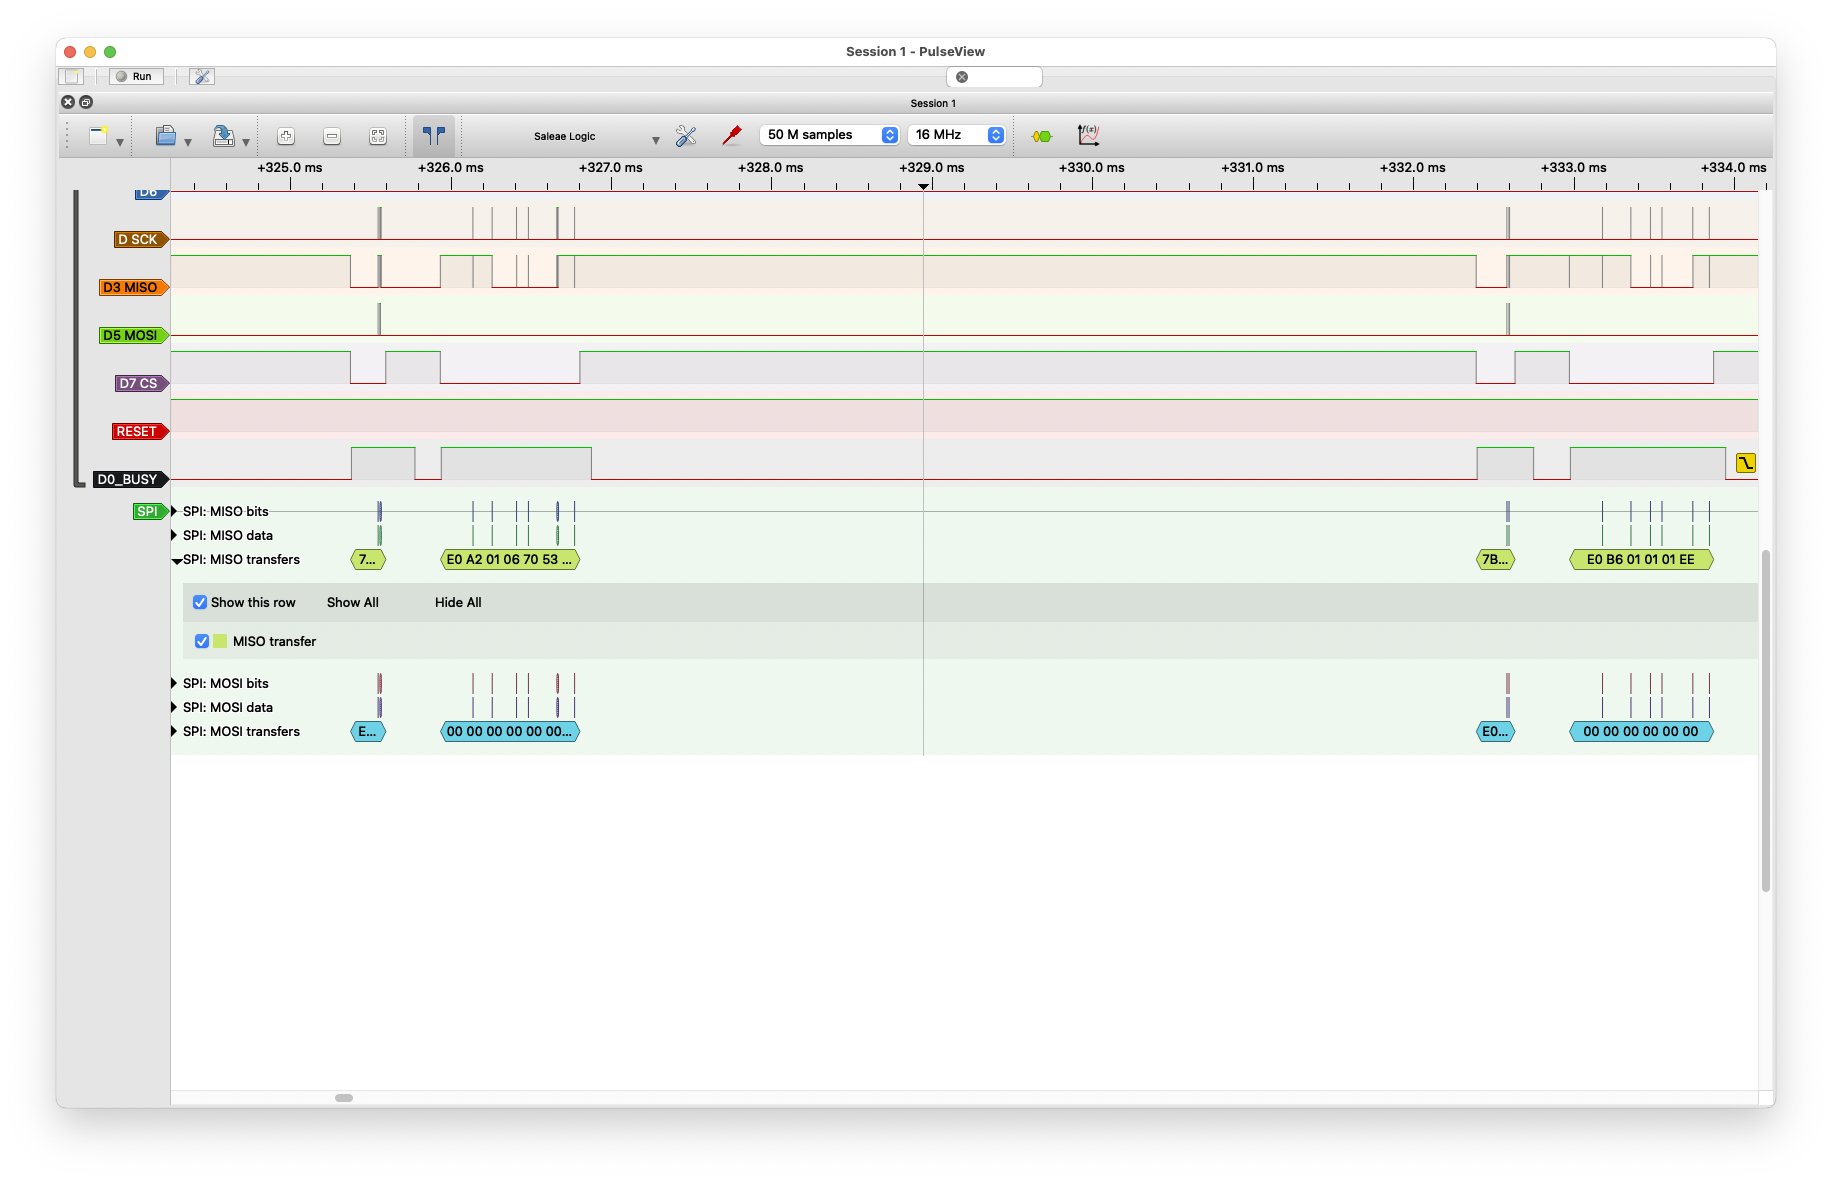 Session 1 - PulseView
Run
Session 1
Saleae Logic
50 M samples
16 MHz
+325.0 ms +326.0 ms +327.0 ms +328.0 ms +329.0 ms +330.0 ms +331.0 ms +332.0 ms +333.0 ms +334.0 ms
D6
D SCK
D3 MISO
D5 MOSI
D7 CS
RESET
D0_BUSY
SPI SPI: MISO bits
SPI: MISO data
SPI: MISO transfers 7... E0 A2 01 06 70 53 ... 7B... E0 B6 01 01 01 EE
Show this row Show All Hide All
MISO transfer
SPI: MOSI bits
SPI: MOSI data
SPI: MOSI transfers E... 00 00 00 00 00 00... E0... 00 00 00 00 00 00